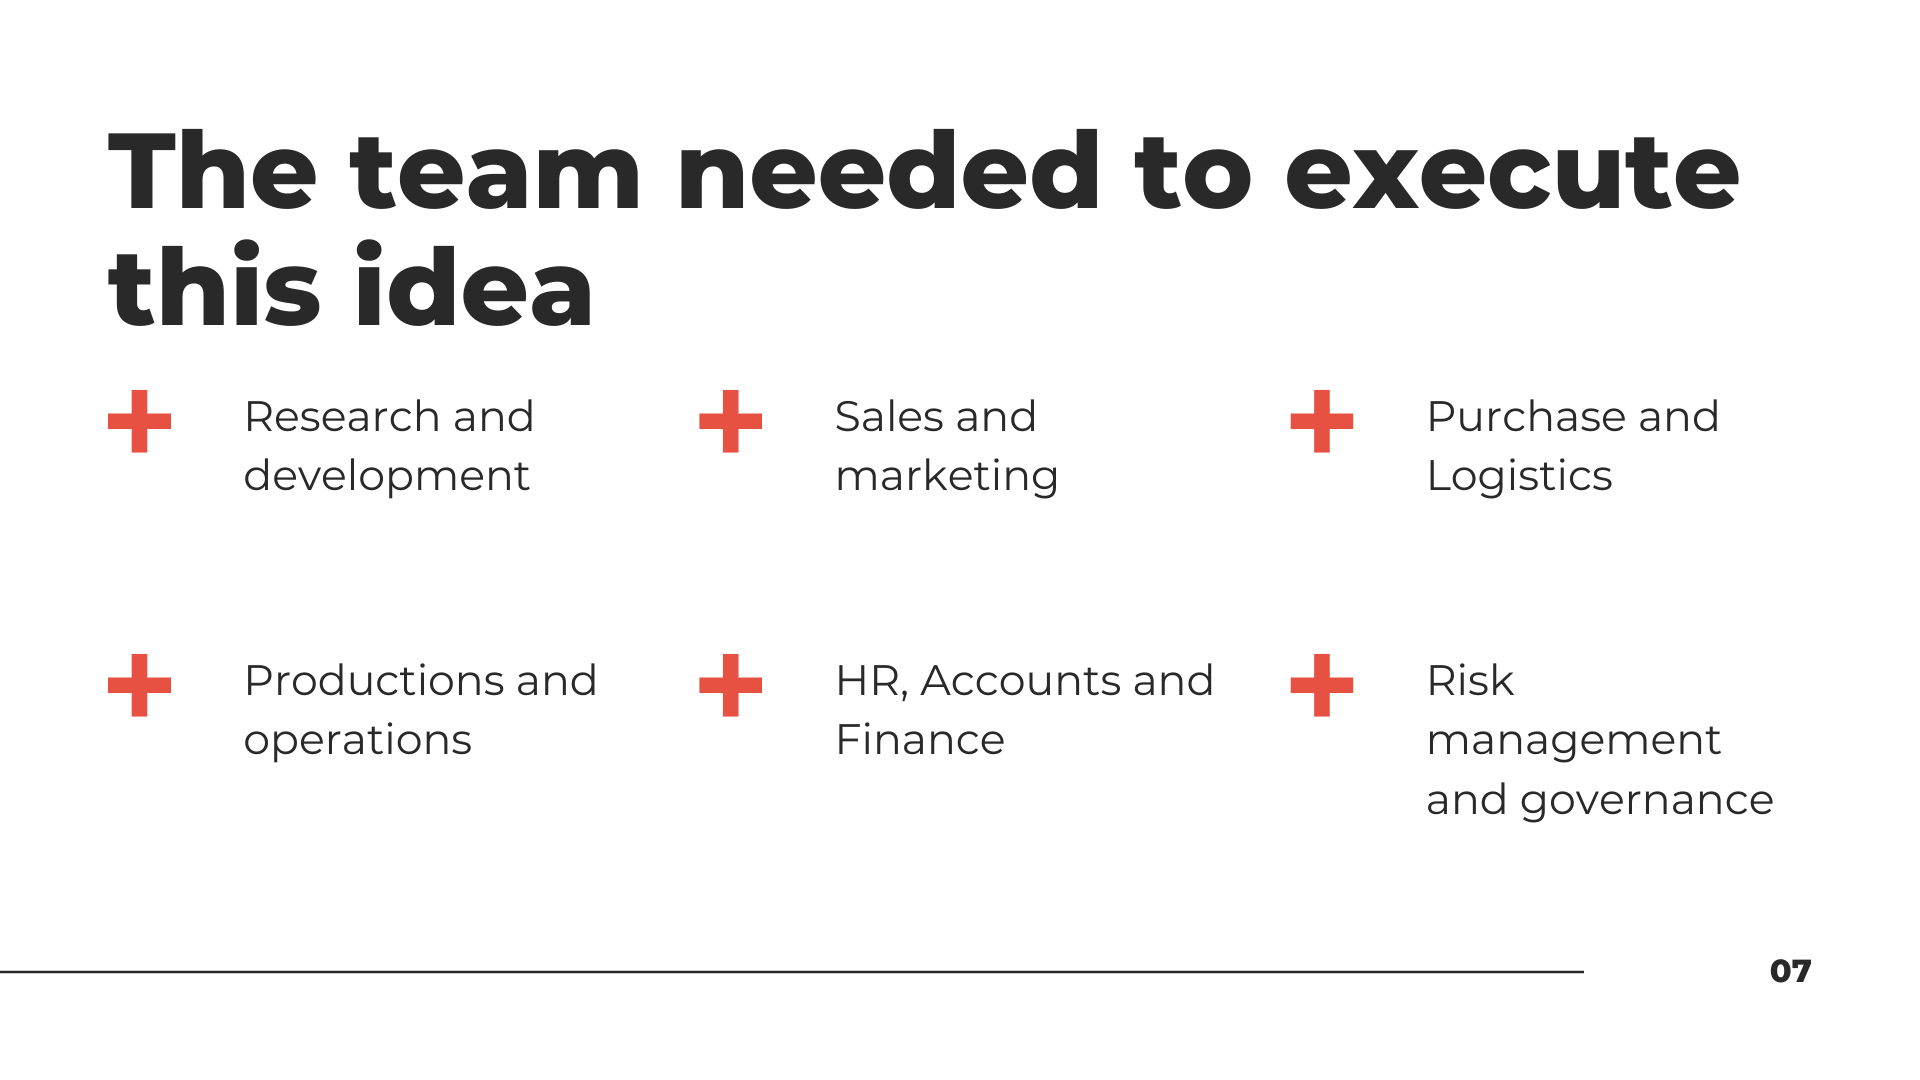 The team needed to execute
this idea
Research and
development
Sales and
marketing
Purchase and
Logistics
Productions and
operations
HR, Accounts and
Finance
Risk
management
and governance
07